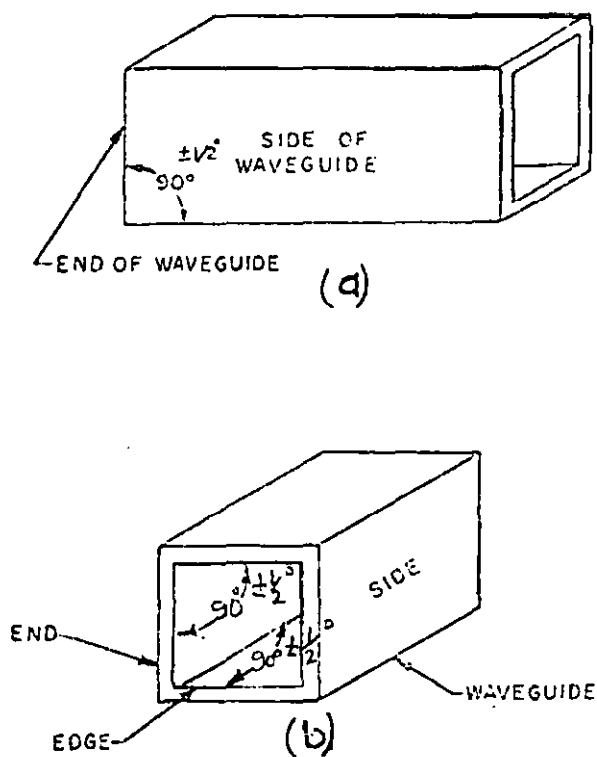 ±1/2°
SIDE OF
WAVEGUIDE
90°
END OF WAVEGUIDE
(a)
90° ±1/2°
SIDE
END
90° ±1/2°
WAVEGUIDE
EDGE
(b)